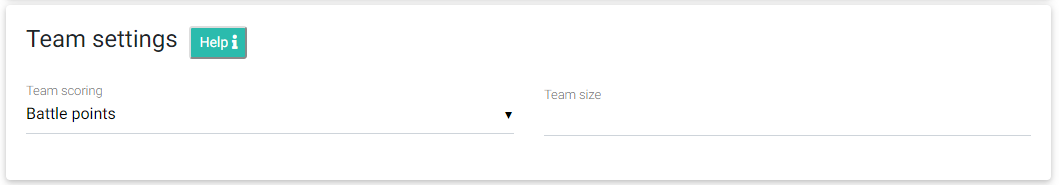 Team settings Help i
Team scoring
Battle points
Team size